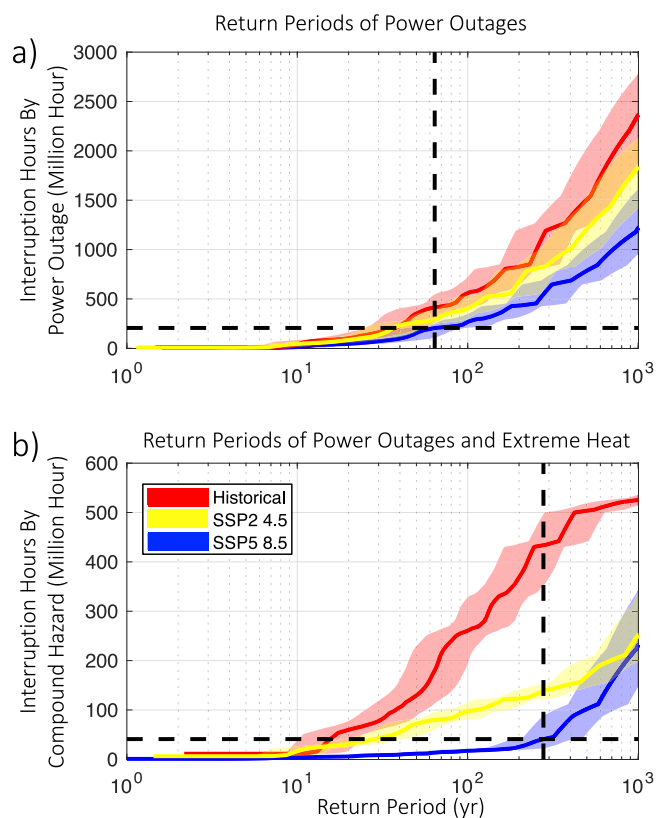 Return Periods of Power Outages
a)
Interruption Hours By
Power Outage (Million Hour)
3000
2500
2000
1500
1000
500
0
10^0
10^1
10^2
10^3
b)
Return Periods of Power Outages and Extreme Heat
Interruption Hours By
Compound Hazard (Million Hour)
600
500
400
300
200
100
0
Historical
SSP2 4.5
SSP5 8.5
10^0
10^1
10^2
10^3
Return Period (yr)